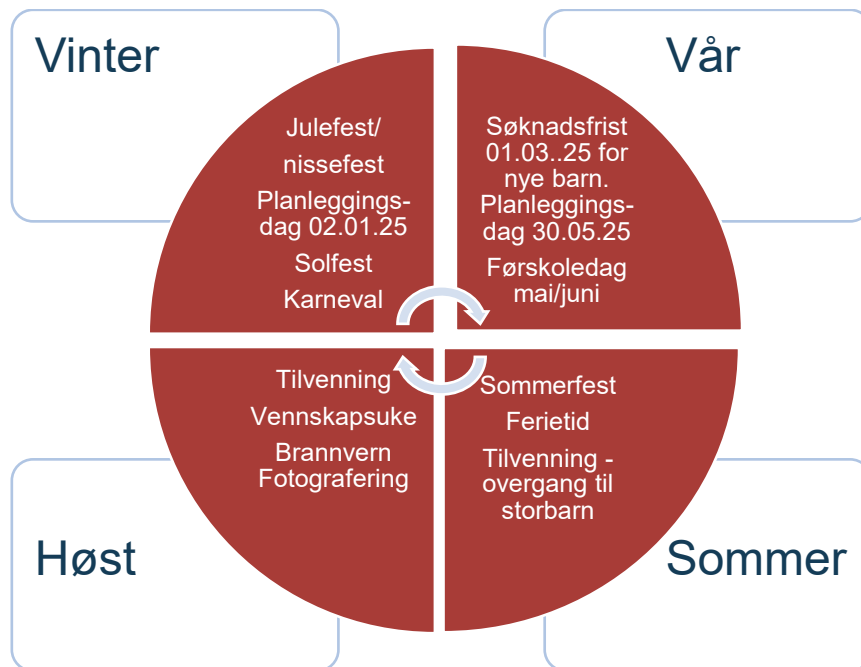 Vinter
Julefest/
nissefest
Planleggings-
dag 02.01.25
Solfest
Karneval
Vår
Søknadsfrist
01.03..25 for
nye barn.
Planleggings-
dag 30.05.25
Førskoledag
mai/juni
Høst
Tilvenning
Vennskapsuke
Brannvern
Fotografering
Sommer
Sommerfest
Ferietid
Tilvenning -
overgang til
storbarn